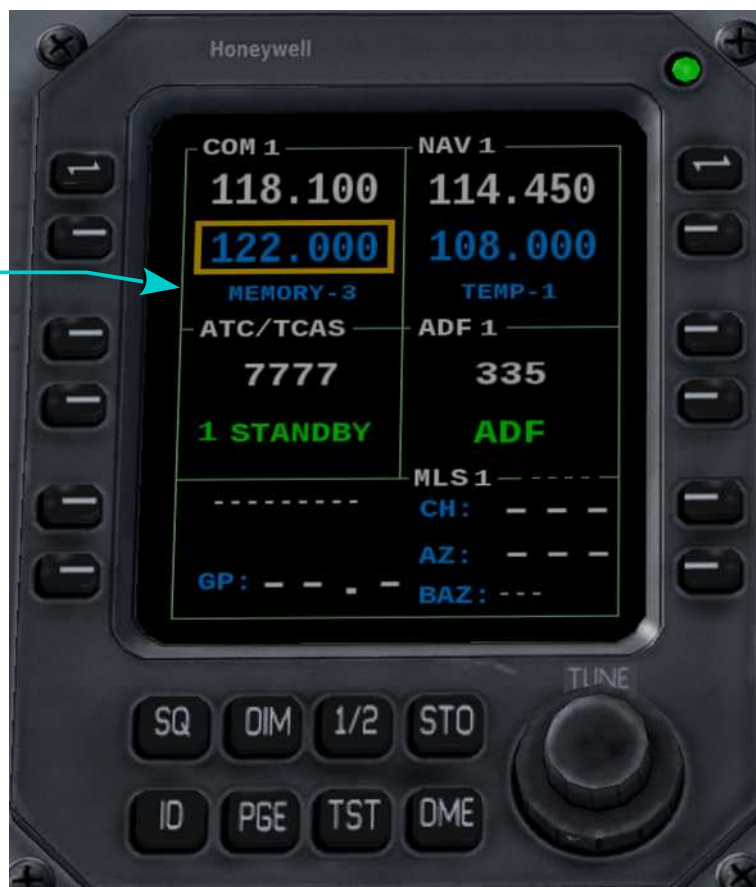 Honeywell
COM 1 NAV 1
118.100 114.450
122.000 108.000
MEMORY-3 TEMP-1
ATC/TCAS ADF 1
7777 335
1 STANDBY ADF
MLS 1 -----
--------- CH: – – –
AZ: – – –
GP: – – . – BAZ: ---
TUNE
SQ DIM 1/2 STO
ID PGE TST DME